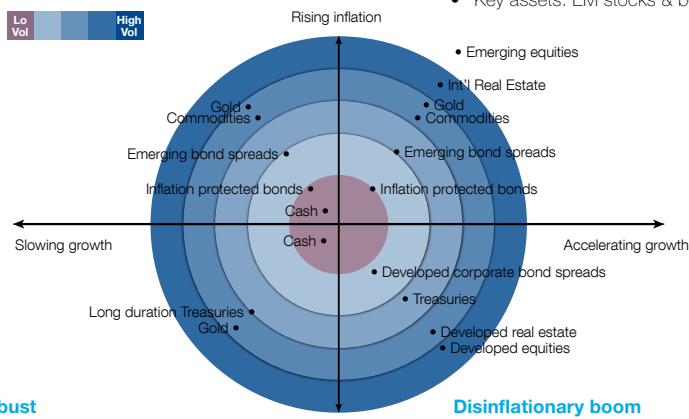 • Key assets: EM stocks & b
Rising inflation
Lo
Vol
High
Vol
• Emerging equities
• Int'l Real Estate
Gold •
• Gold
Commodities •
• Commodities
Emerging bond spreads •
• Emerging bond spreads
Inflation protected bonds •
• Inflation protected bonds
Cash •
Slowing growth
Accelerating growth
Cash •
• Developed corporate bond spreads
• Treasuries
Long duration Treasuries •
Gold •
• Developed real estate
• Developed equities
bust
Disinflationary boom